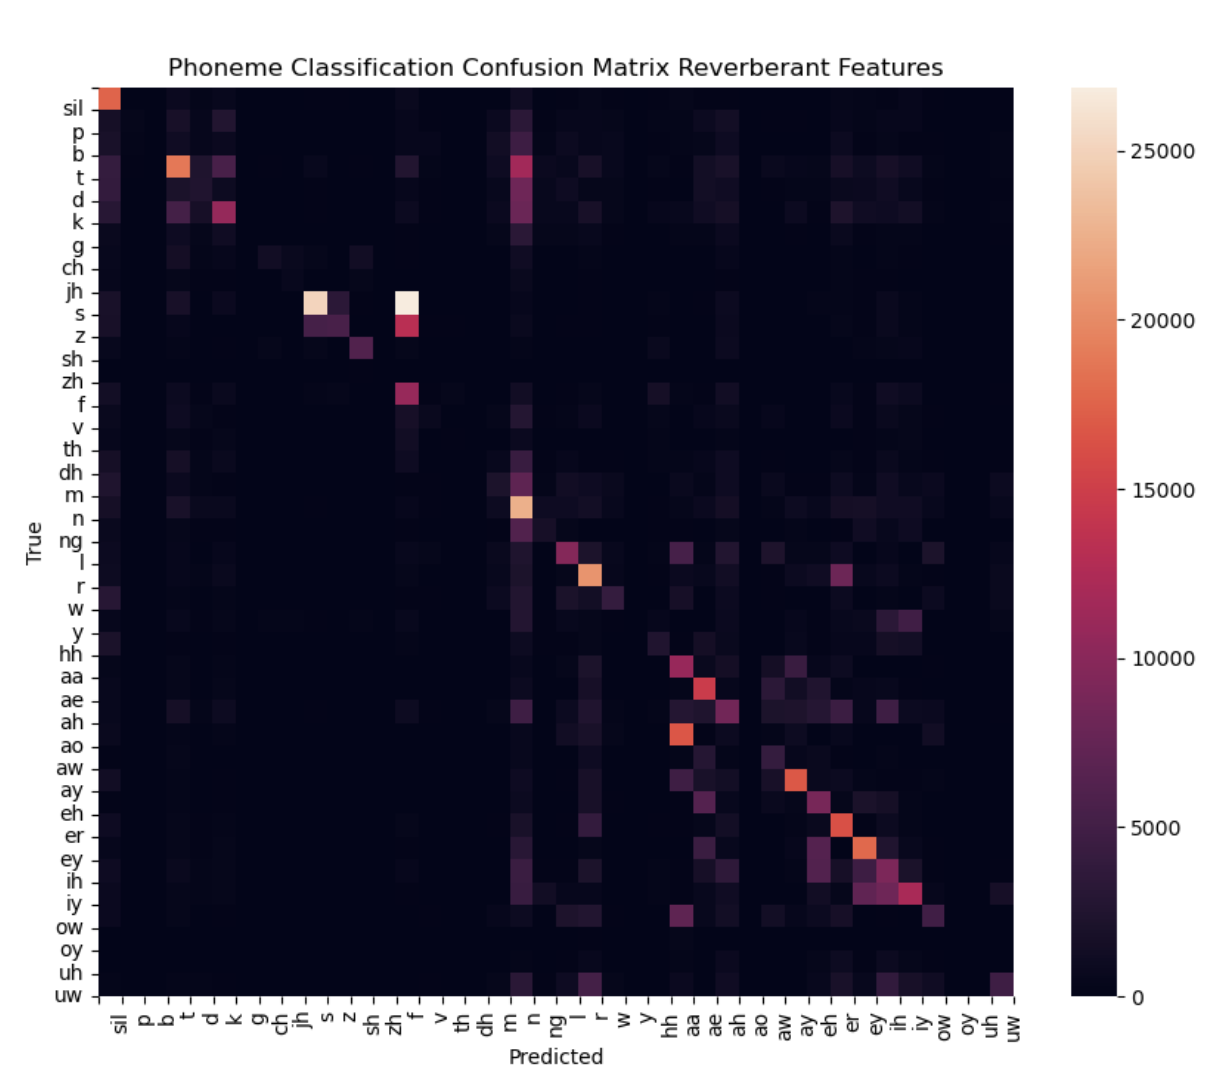 Phoneme Classification Confusion Matrix Reverberant Features
True
sil
p
b
t
d
k
g
ch
jh
s
z
sh
zh
f
v
th
dh
m
n
ng
l
r
w
y
hh
aa
ae
ah
ao
aw
ay
eh
er
ey
ih
iy
ow
oy
uh
uw
sil p b t d k g ch jh s z sh zh f v th dh m n ng l r w y hh aa ae ah ao aw ay eh er ey ih iy ow oy uh uw
Predicted
25000
20000
15000
10000
5000
0